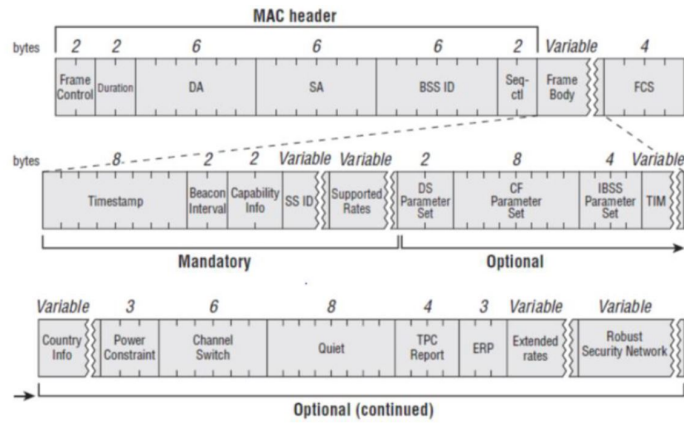 MAC header
bytes 2 2 6 6 6 2 Variable 4
Frame Control Duration DA SA BSS ID Seq-ctl Frame Body FCS
bytes 8 2 2 Variable Variable 2 8 4 Variable
Timestamp Beacon Interval Capability Info SS ID Supported Rates DS Parameter Set CF Parameter Set IBSS Parameter Set TIM
Mandatory Optional
Variable 3 6 8 4 3 Variable Variable
Country Info Power Constraint Channel Switch Quiet TPC Report ERP Extended rates Robust Security Network
Optional (continued)